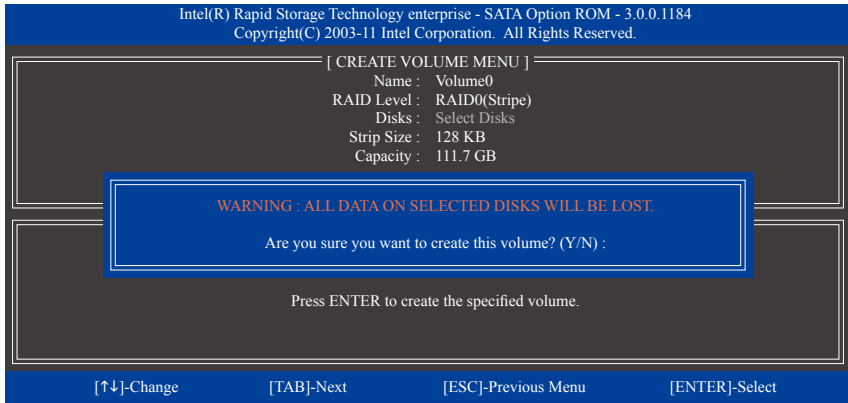 Intel(R) Rapid Storage Technology enterprise - SATA Option ROM - 3.0.0.1184
Copyright(C) 2003-11 Intel Corporation. All Rights Reserved.
[ CREATE VOLUME MENU ]
Name : Volume0
RAID Level : RAID0(Stripe)
Disks : Select Disks
Strip Size : 128 KB
Capacity : 111.7 GB
WARNING : ALL DATA ON SELECTED DISKS WILL BE LOST.
Are you sure you want to create this volume? (Y/N) :
Press ENTER to create the specified volume.
[↑↓]-Change [TAB]-Next [ESC]-Previous Menu [ENTER]-Select